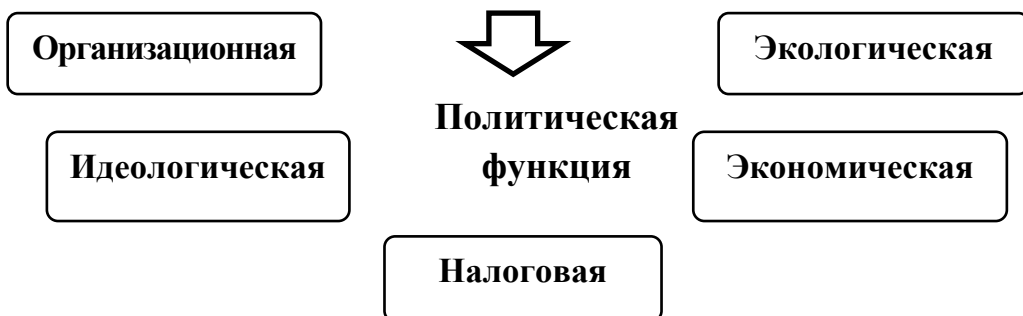 Организационная
Экологическая
Политическая
функция
Идеологическая
Экономическая
Налоговая